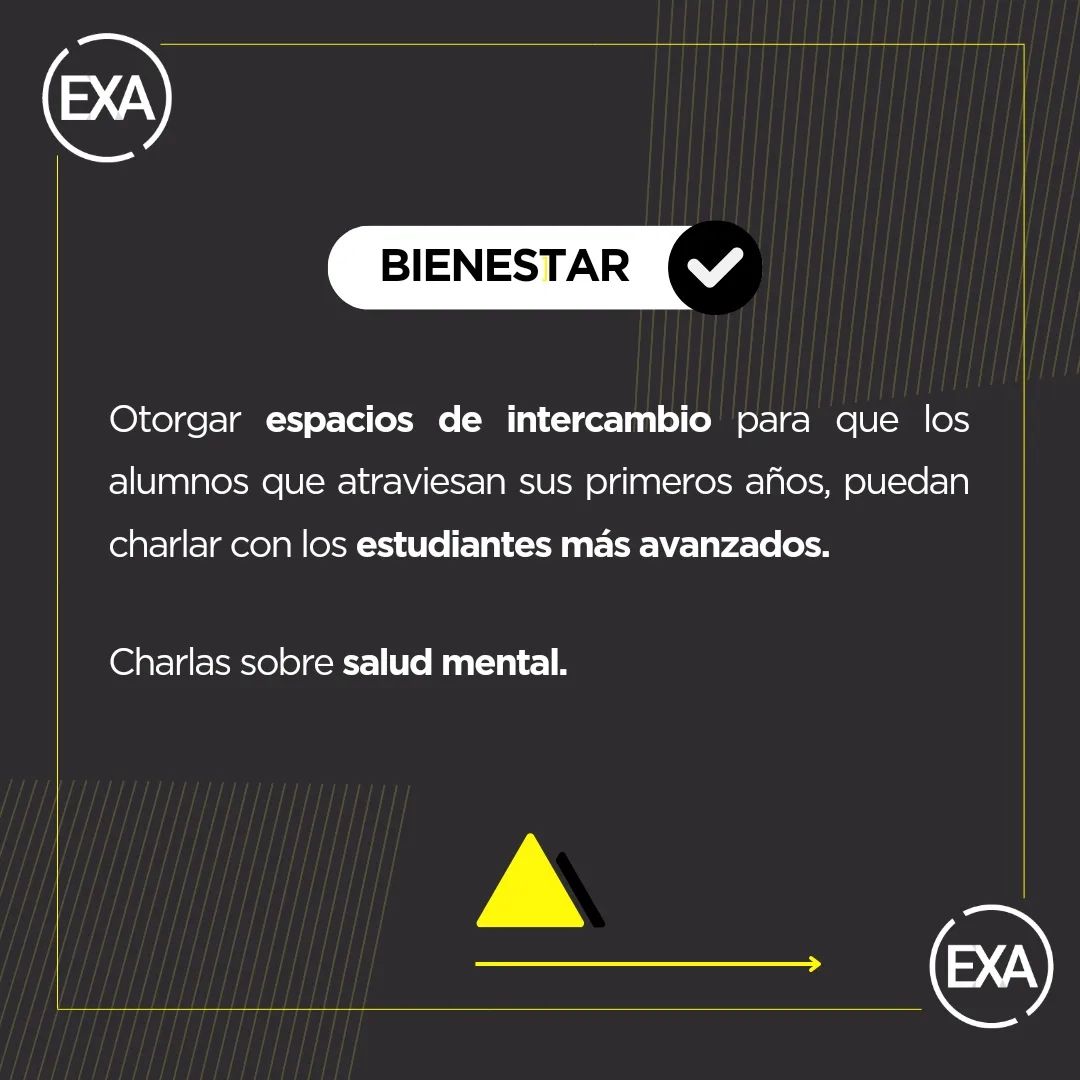 EXA
BIENESTAR
Otorgar espacios de intercambio para que los
alumnos que atraviesan sus primeros años, puedan
charlar con los estudiantes más avanzados.
Charlas sobre salud mental.
EXA